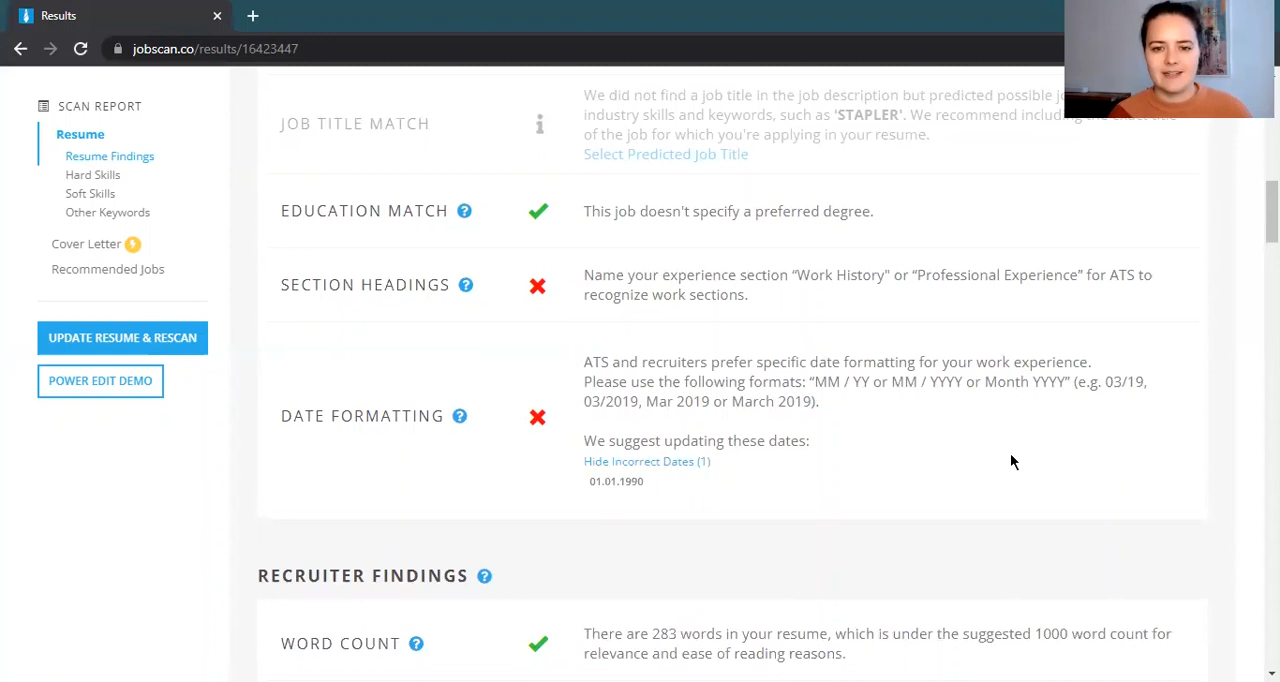 Results
jobscan.co/results/16423447
SCAN REPORT
Resume
Resume Findings
Hard Skills
Soft Skills
Other Keywords
Cover Letter
Recommended Jobs
UPDATE RESUME & RESCAN
POWER EDIT DEMO
JOB TITLE MATCH
We did not find a job title in the job description but predicted possible
industry skills and keywords, such as 'STAPLER'. We recommend including
of the job for which you're applying in your resume.
Select Predicted Job Title
EDUCATION MATCH
This job doesn't specify a preferred degree.
SECTION HEADINGS
Name your experience section "Work History" or "Professional Experience" for ATS to
recognize work sections.
DATE FORMATTING
ATS and recruiters prefer specific date formatting for your work experience.
Please use the following formats: "MM / YY or MM / YYYY or Month YYYY" (e.g. 03/19,
03/2019, Mar 2019 or March 2019).
We suggest updating these dates:
Hide Incorrect Dates (1)
01.01.1990
RECRUITER FINDINGS
WORD COUNT
There are 283 words in your resume, which is under the suggested 1000 word count for
relevance and ease of reading reasons.